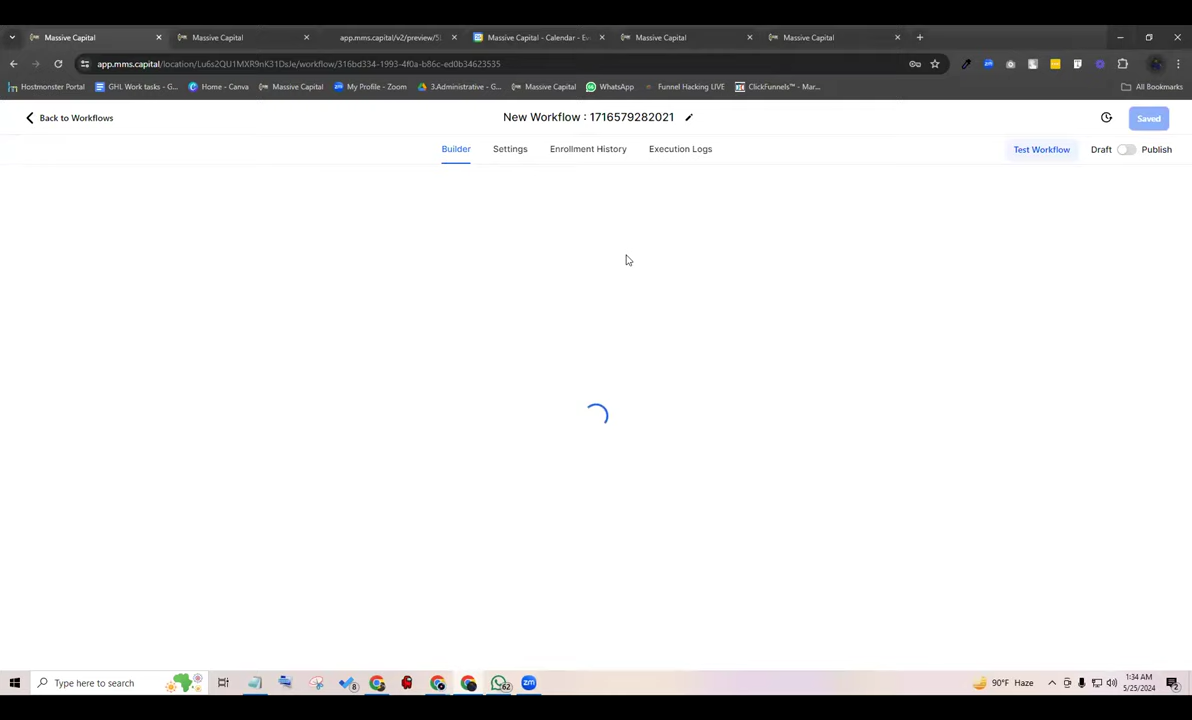 Massive Capital
Massive Capital
app.mms.capital/v2/preview/5
Massive Capital - Calendar - Ev
Massive Capital
Massive Capital
app.mms.capital/location/Lu6s2QU1MXR9nK31DsJe/workflow/316bd334-1993-4f0a-b86c-ed0b34623535
Hostmonster Portal
GHL Work tasks - G...
Home - Canva
Massive Capital
My Profile - Zoom
3.Administrative - G...
Massive Capital
WhatsApp
Funnel Hacking LIVE
ClickFunnels™ - Mar...
All Bookmarks
Back to Workflows
New Workflow : 1716579282021
Saved
Builder
Settings
Enrollment History
Execution Logs
Test Workflow
Draft
Publish
Type here to search
8
62
90°F Haze
1:34 AM
5/25/2024
2